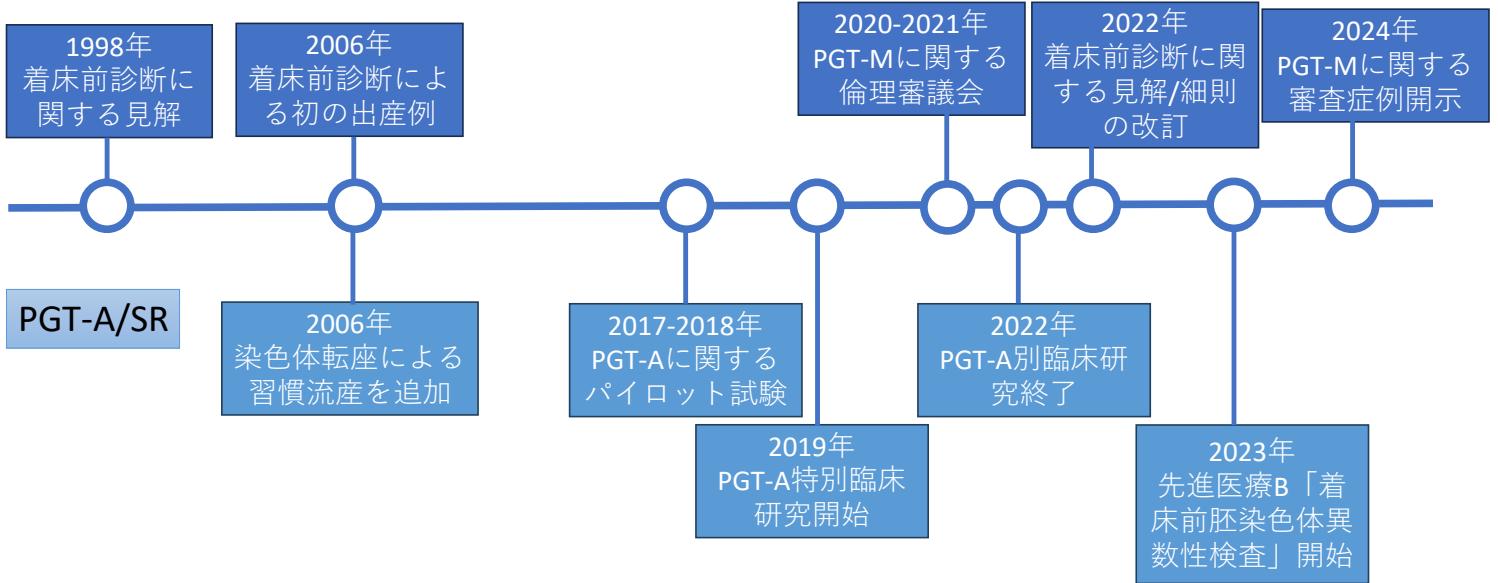 1998年
着床前診断に
関する見解
2006年
着床前診断によ
る初の出産例
2020-2021年
PGT-Mに関する
倫理審議会
2022年
着床前診断に関
する見解/細則
の改訂
2024年
PGT-Mに関する
審査症例開示
PGT-A/SR
2006年
染色体転座による
習慣流産を追加
2017-2018年
PGT-Aに関する
パイロット試験
2019年
PGT-A特別臨床
研究開始
2022年
PGT-A別臨床研
究終了
2023年
先進医療B「着
床前胚染色体異
数性検査」開始